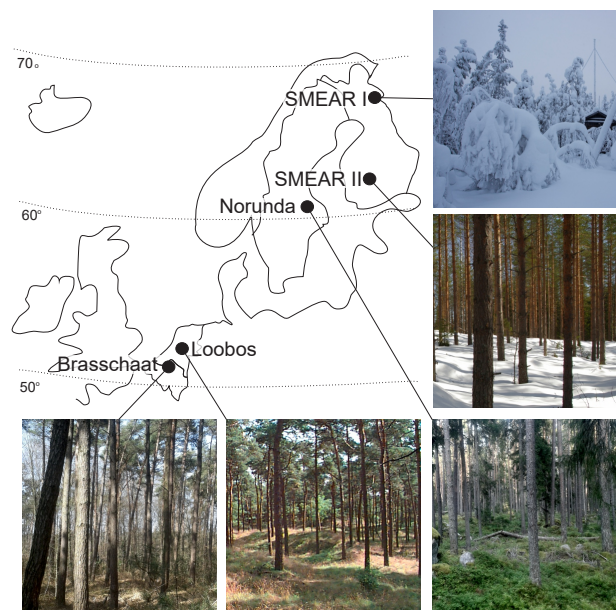 70°
SMEAR I
SMEAR II
Norunda
60°
Loobos
Brasschaat
50°